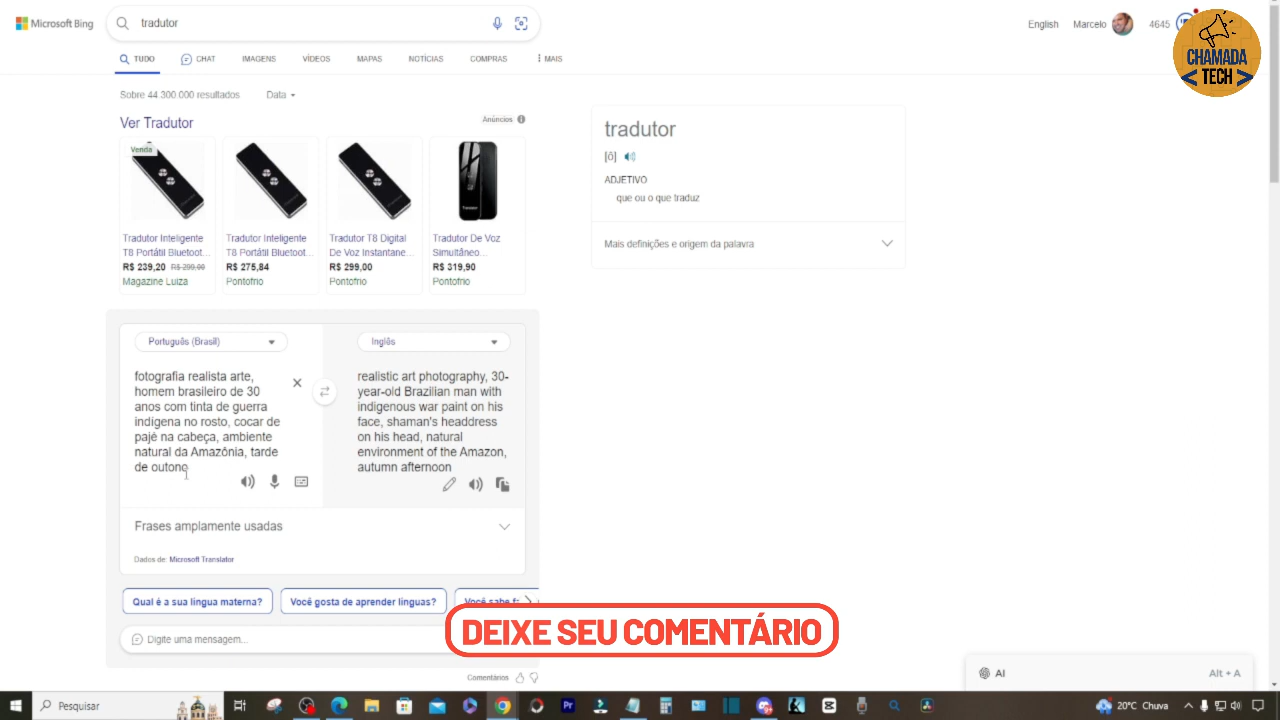 Microsoft Bing
tradutor
English
Marcelo
4645
CHAMADA
< TECH >
TUDO
CHAT
IMAGENS
VÍDEOS
MAPAS
NOTÍCIAS
COMPRAS
MAIS
Sobre 44.300.000 resultados
Data
Ver Tradutor
Anúncios
Venda
Translator
Tradutor Inteligente
T8 Portátil Bluetoot...
R$ 239,20 R$ 299,00
Magazine Luiza
Tradutor Inteligente
T8 Portátil Bluetoot...
R$ 275,84
Pontofrio
Tradutor T8 Digital
De Voz Instantane...
R$ 299,00
Pontofrio
Tradutor De Voz
Simultâneo...
R$ 319,90
Pontofrio
tradutor
[ô]
ADJETIVO
que ou o que traduz
Mais definições e origem da palavra
Português (Brasil)
Inglês
fotografia realista arte,
homem brasileiro de 30
anos com tinta de guerra
indígena no rosto, cocar de
pajé na cabeça, ambiente
natural da Amazônia, tarde
de outono
realistic art photography, 30-
year-old Brazilian man with
indigenous war paint on his
face, shaman's headdress
on his head, natural
environment of the Amazon,
autumn afternoon
Frases amplamente usadas
Dados de: Microsoft Translator
Qual é a sua língua materna?
Você gosta de aprender línguas?
Você sabe f
Digite uma mensagem...
DEIXE SEU COMENTÁRIO
Comentários
AI
Alt + A
Pesquisar
20°C Chuva